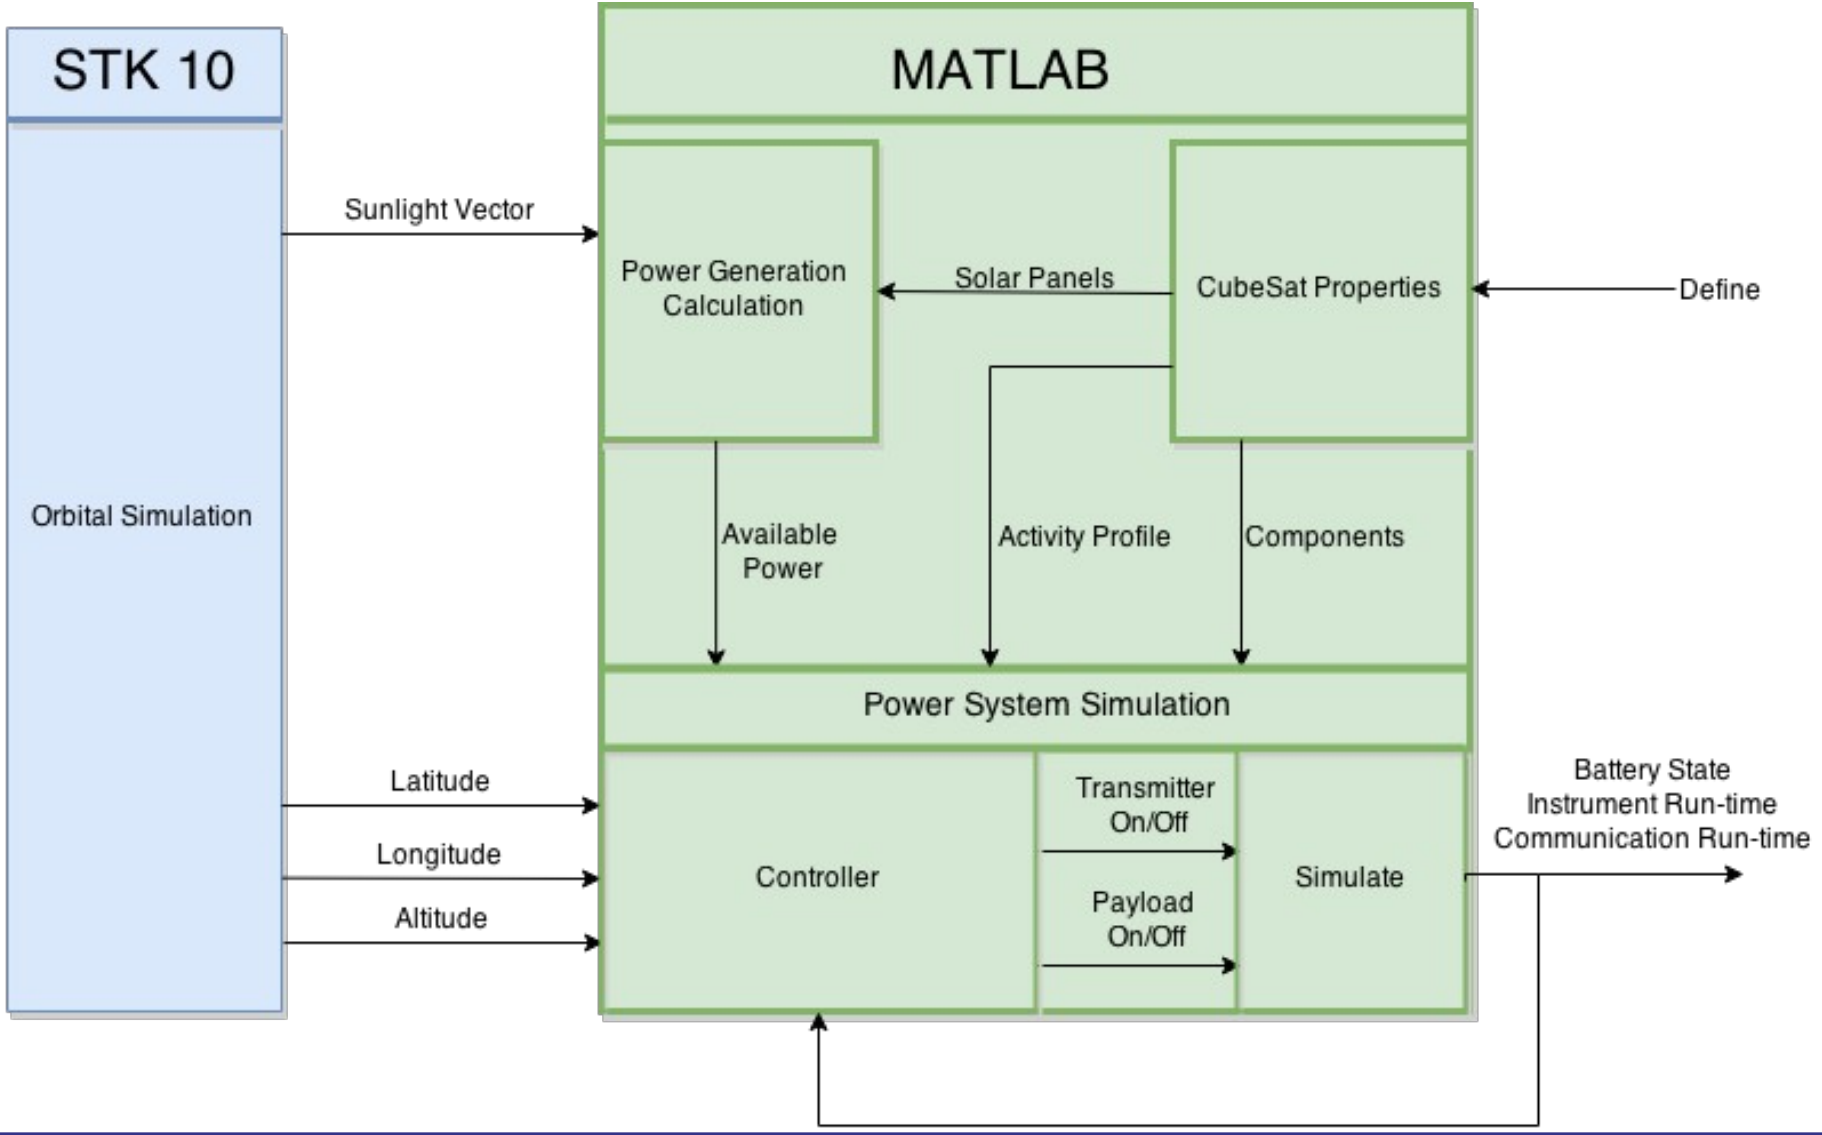 STK 10
MATLAB
Sunlight Vector
Power Generation
Calculation
Solar Panels
CubeSat Properties
Define
Orbital Simulation
Available
Power
Activity Profile
Components
Power System Simulation
Latitude
Longitude
Altitude
Controller
Transmitter
On/Off
Payload
On/Off
Simulate
Battery State
Instrument Run-time
Communication Run-time